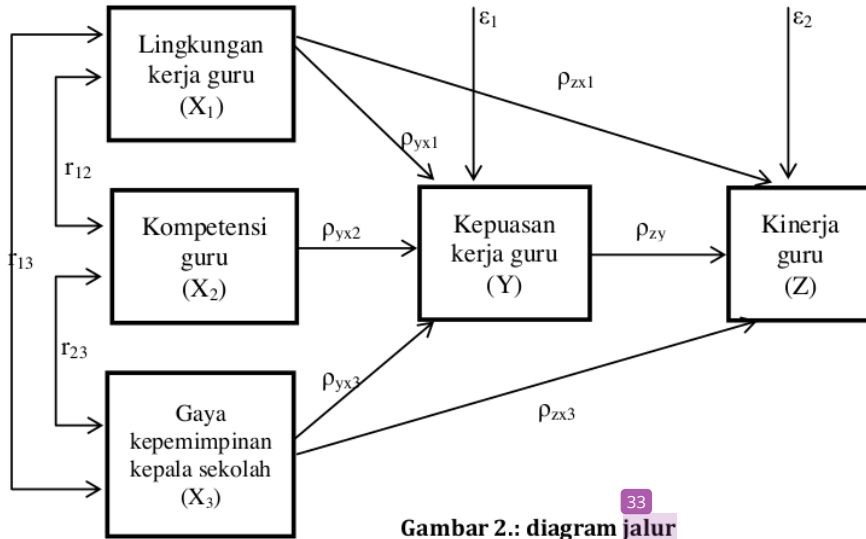 Lingkungan
kerja guru
(X₁)
ε₁
ε₂
ρzx1
ρyx1
r₁₂
Kompetensi
guru
(X₂)
ρyx2
Kepuasan
kerja guru
(Y)
ρzy
Kinerja
guru
(Z)
r₁₃
r₂₃
Gaya
kepemimpinan
kepala sekolah
(X₃)
ρyx3
ρzx3
33
Gambar 2.: diagram jalur